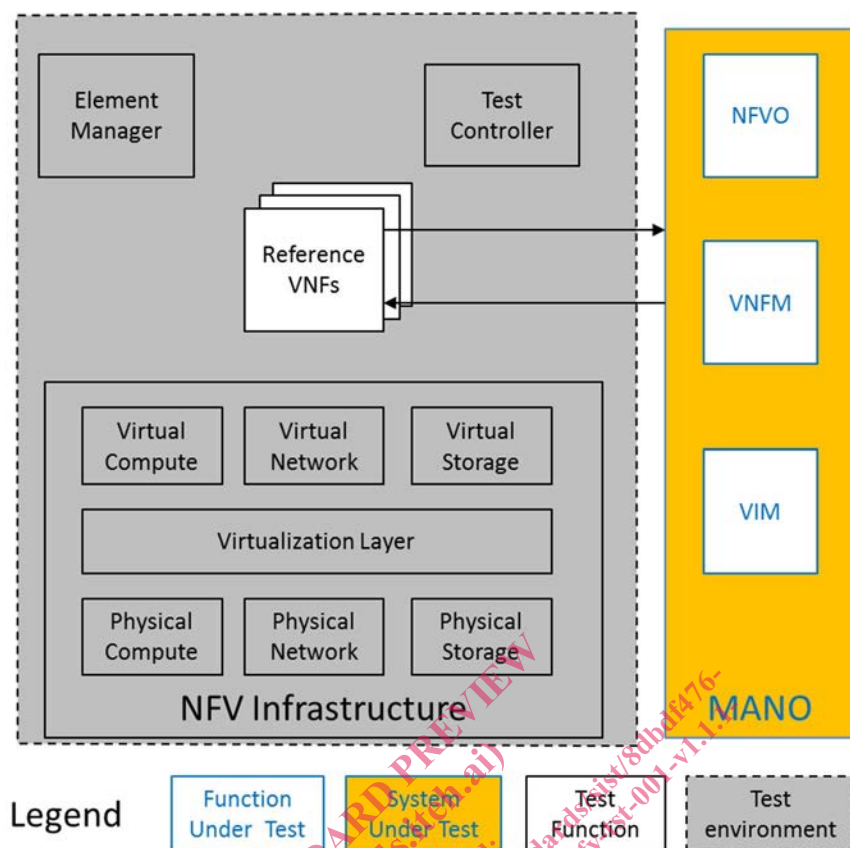 Element
Manager
Test
Controller
NFVO
Reference
VNFs
VNFM
Virtual
Compute
Virtual
Network
Virtual
Storage
VIM
Virtualization Layer
Physical
Compute
Physical
Network
Physical
Storage
NFV Infrastructure
MANO
Legend
Function
Under Test
System
Under Test
Test
Function
Test
environment